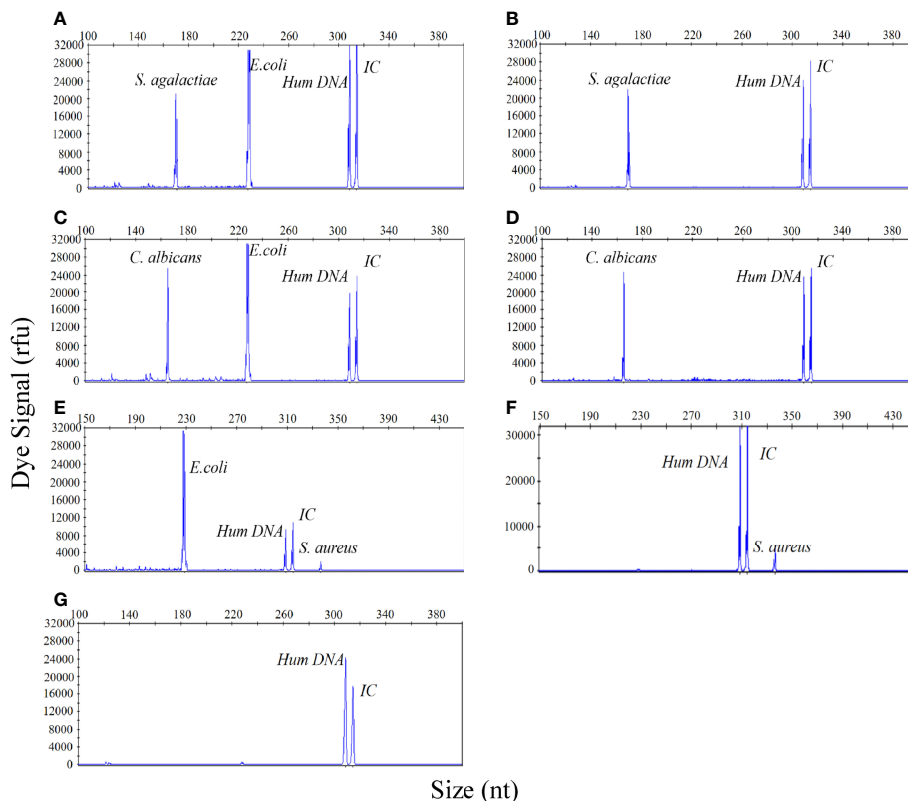 A
100 140 180 220 260 300 340 380
32000
28000
24000
20000
16000
12000
8000
4000
0
S. agalactiae
E.coli
Hum DNA
IC
B
100 140 180 220 260 300 340 380
32000
28000
24000
20000
16000
12000
8000
4000
0
S. agalactiae
Hum DNA
IC
C
100 140 180 220 260 300 340 380
32000
28000
24000
20000
16000
12000
8000
4000
0
C. albicans
E.coli
Hum DNA
IC
D
100 140 180 220 260 300 340 380
32000
28000
24000
20000
16000
12000
8000
4000
0
C. albicans
Hum DNA
IC
E
150 190 230 270 310 350 390 430
32000
28000
24000
20000
16000
12000
8000
4000
0
E.coli
Hum DNA
IC
S. aureus
F
150 190 230 270 310 350 390 430
30000
20000
10000
0
Hum DNA
IC
S. aureus
G
100 140 180 220 260 300 340 380
32000
28000
24000
20000
16000
12000
8000
4000
0
Hum DNA
IC
Dye Signal (rfu)
Size (nt)